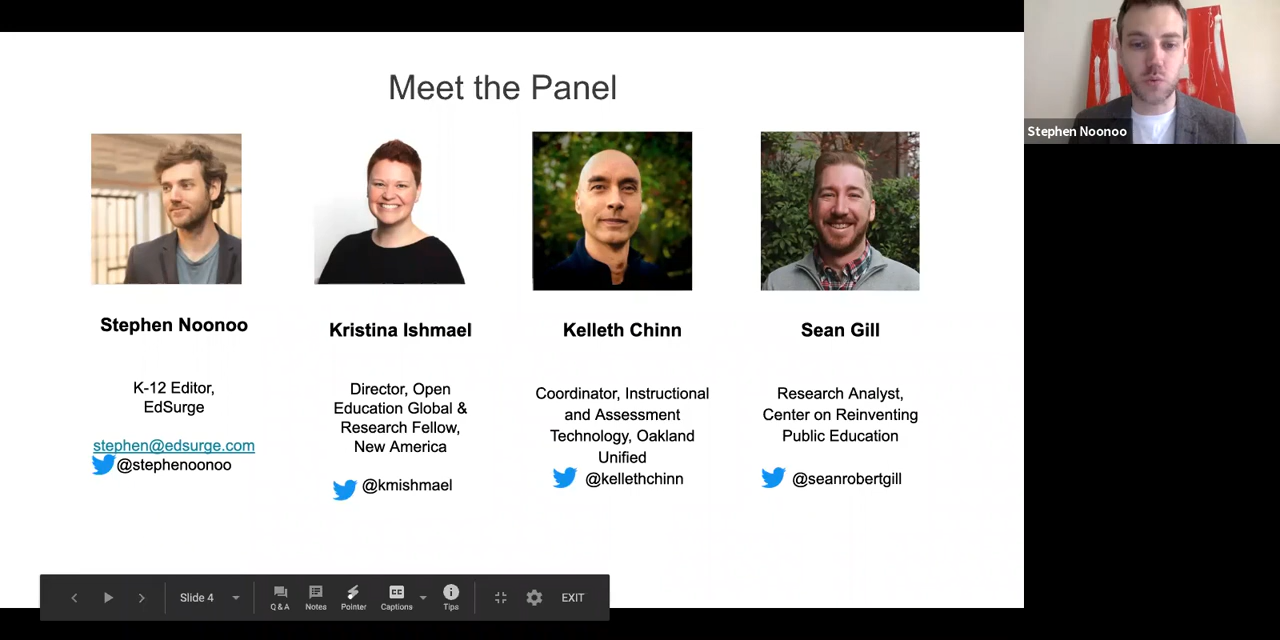 Meet the Panel
Stephen Noonoo
Stephen Noonoo
K-12 Editor,
EdSurge
stephen@edsurge.com
@stephenoonoo
Kristina Ishmael
Director, Open
Education Global &
Research Fellow,
New America
@kmishmael
Kelleth Chinn
Coordinator, Instructional
and Assessment
Technology, Oakland
Unified
@kellethchinn
Sean Gill
Research Analyst,
Center on Reinventing
Public Education
@seanrobertgill
Slide 4
Q & A
Notes
Pointer
CC
Captions
Tips
EXIT